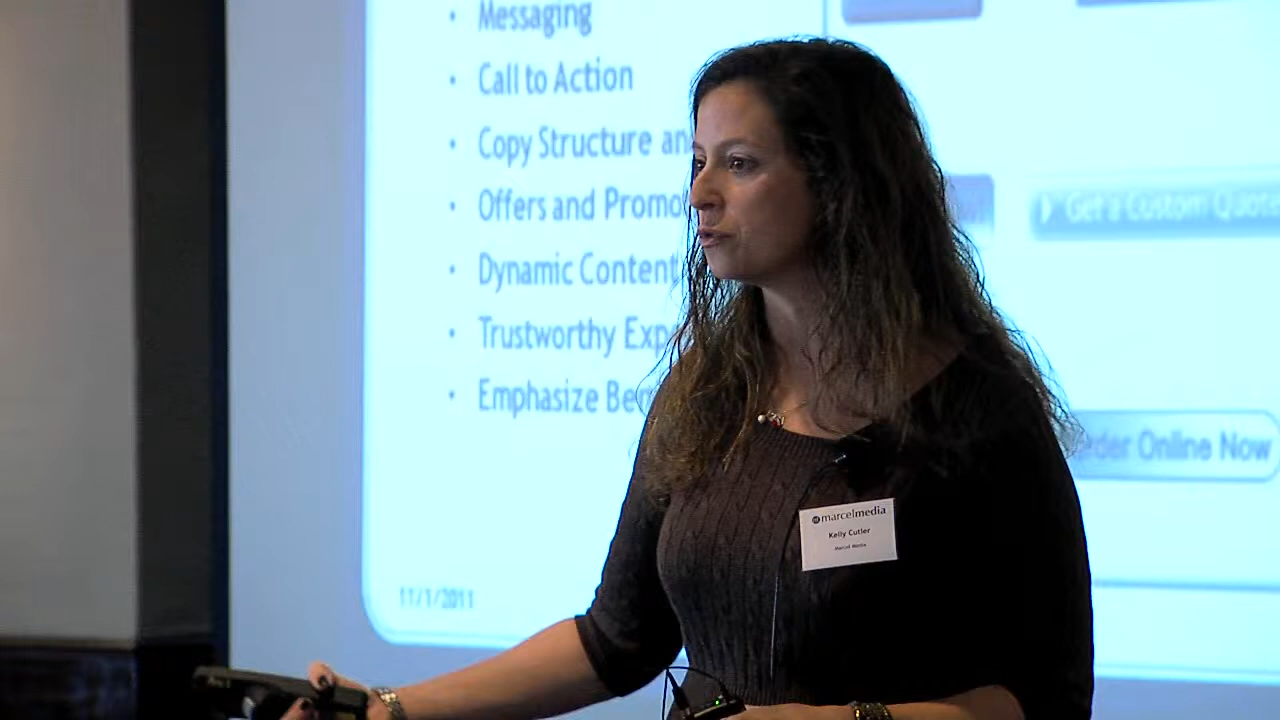 Messaging
Call to Action
Copy Structure an
Offers and Promo
Dynamic Content
Trustworthy Exp
Emphasize Be
Get a Custom Quote
Order Online Now
marcelmedia
Kelly Cutler
Marcel Media
11/1/2011